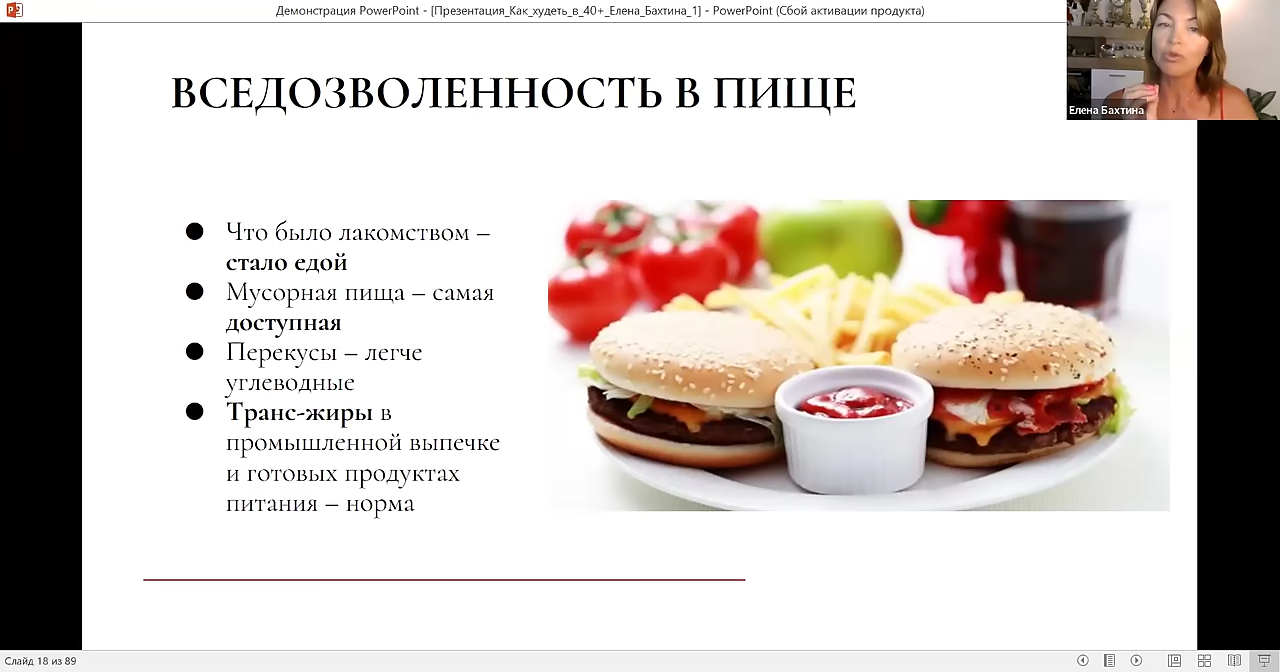 Демонстрация PowerPoint - [Презентация_Как_худеть_в_40+_Елена_Бахтина_1] - PowerPoint (Сбой активации продукта)
Елена Бахтина
ВСЕДОЗВОЛЕННОСТЬ В ПИЩЕ
● Что было лакомством –
стало едой
● Мусорная пища – самая
доступная
● Перекусы – легче
углеводные
● Транс-жиры в
промышленной выпечке
и готовых продуктах
питания – норма
Слайд 18 из 89